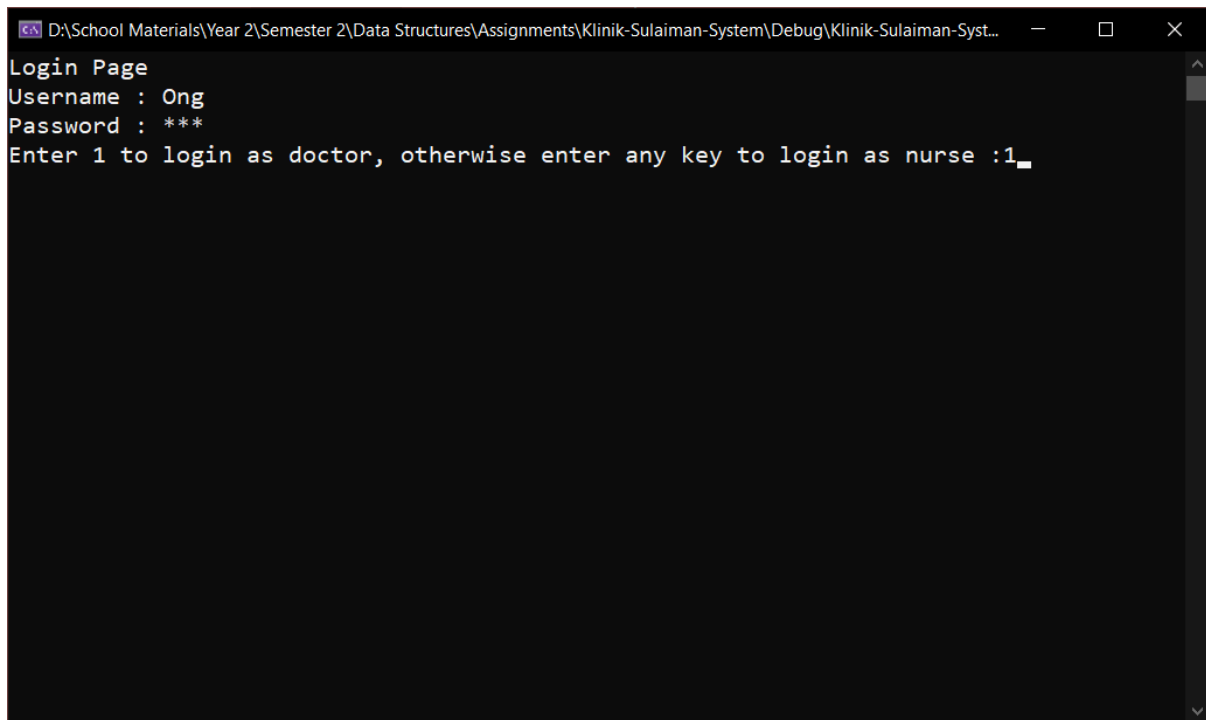 D:\School Materials\Year 2\Semester 2\Data Structures\Assignments\Klinik-Sulaiman-System\Debug\Klinik-Sulaiman-Syst...
Login Page
Username : Ong
Password : ***
Enter 1 to login as doctor, otherwise enter any key to login as nurse :1